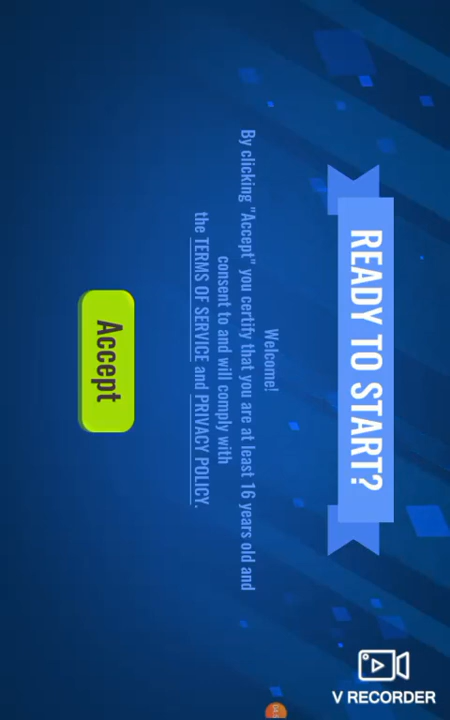 READY TO START?
Welcome!
By clicking "Accept" you certify that you are at least 16 years old and
consent to and will comply with
the TERMS OF SERVICE and PRIVACY POLICY.
Accept
V RECORDER